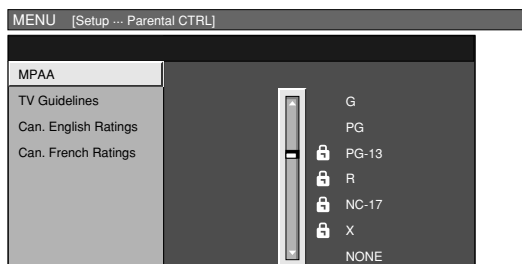 MENU [Setup ··· Parental CTRL]
MPAA
TV Guidelines
Can. English Ratings
Can. French Ratings
G
PG
PG-13
R
NC-17
X
NONE